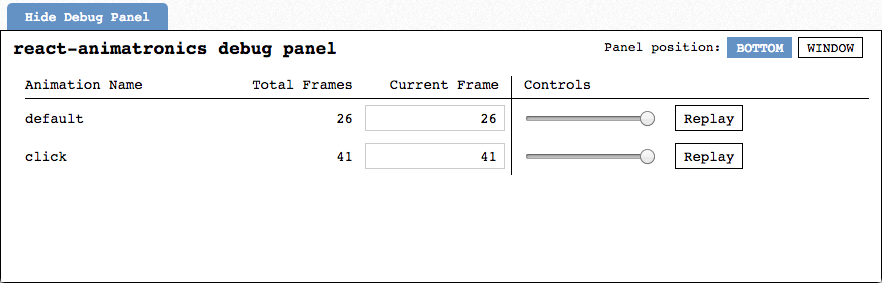 Hide Debug Panel
react-animatronics debug panel Panel position: BOTTOM WINDOW
Animation Name Total Frames Current Frame Controls
default 26 26 Replay
click 41 41 Replay